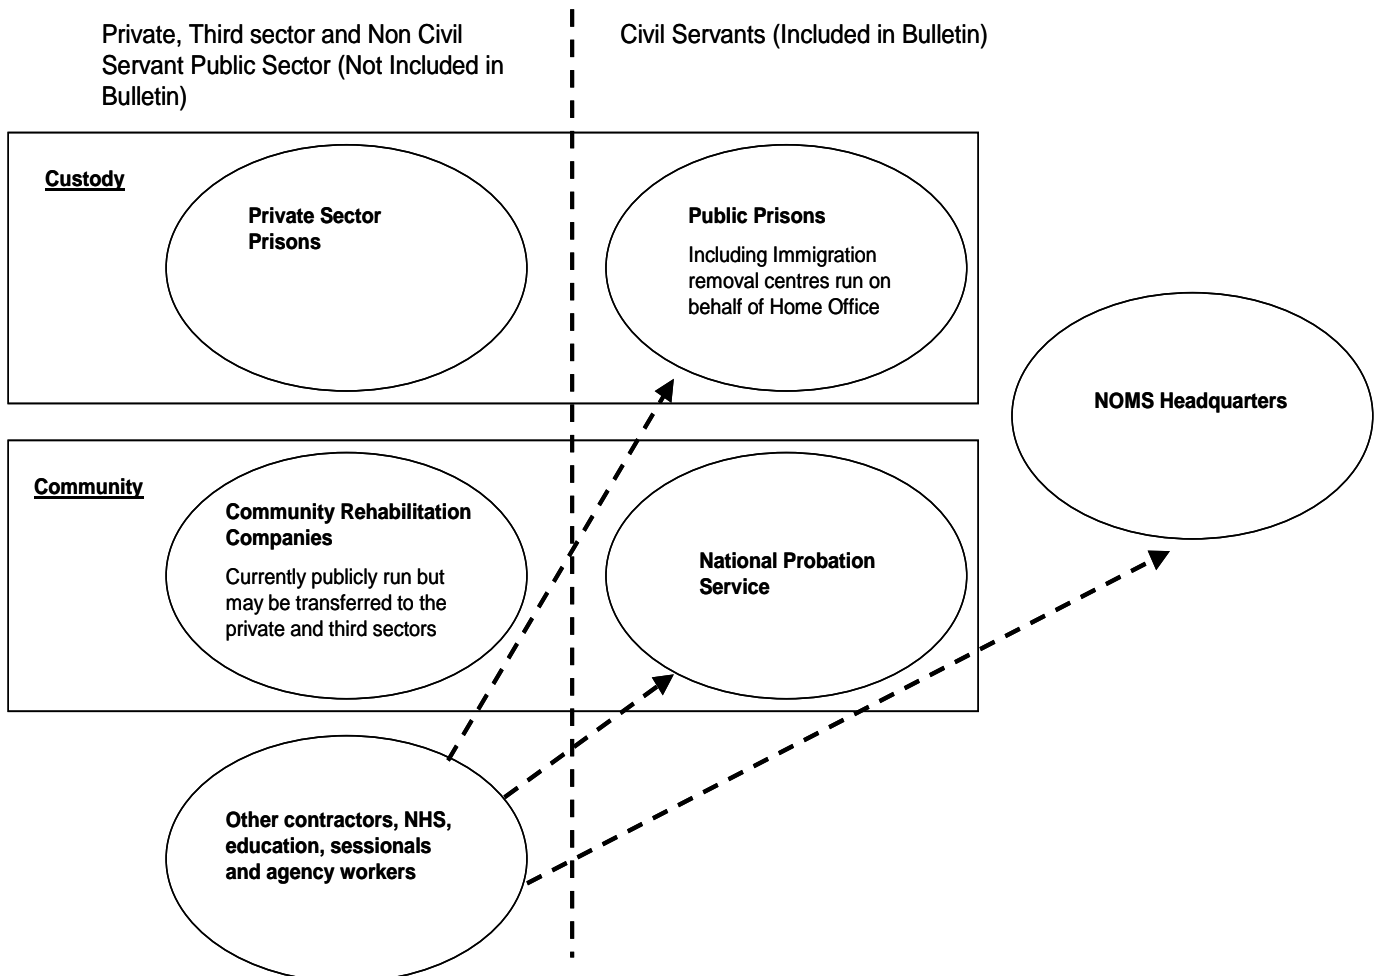 Private, Third sector and Non Civil
Servant Public Sector (Not Included in
Bulletin)
Civil Servants (Included in Bulletin)
Custody
Private Sector
Prisons
Public Prisons
Including Immigration
removal centres run on
behalf of Home Office
NOMS Headquarters
Community
Community Rehabilitation
Companies
Currently publicly run but
may be transferred to the
private and third sectors
National Probation
Service
Other contractors, NHS,
education, sessionals
and agency workers